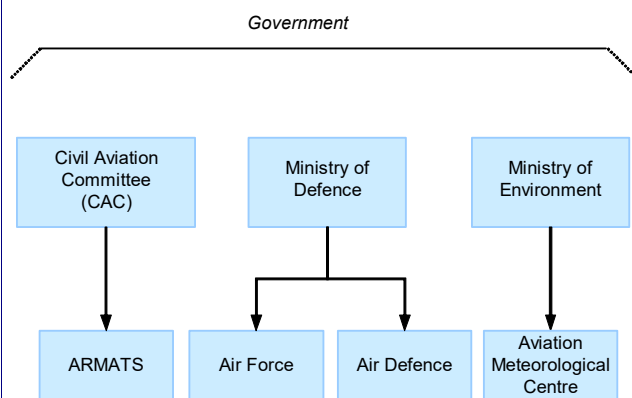 Government
Civil Aviation
Committee
(CAC)
Ministry of
Defence
Ministry of
Environment
ARMATS
Air Force
Air Defence
Aviation
Meteorological
Centre